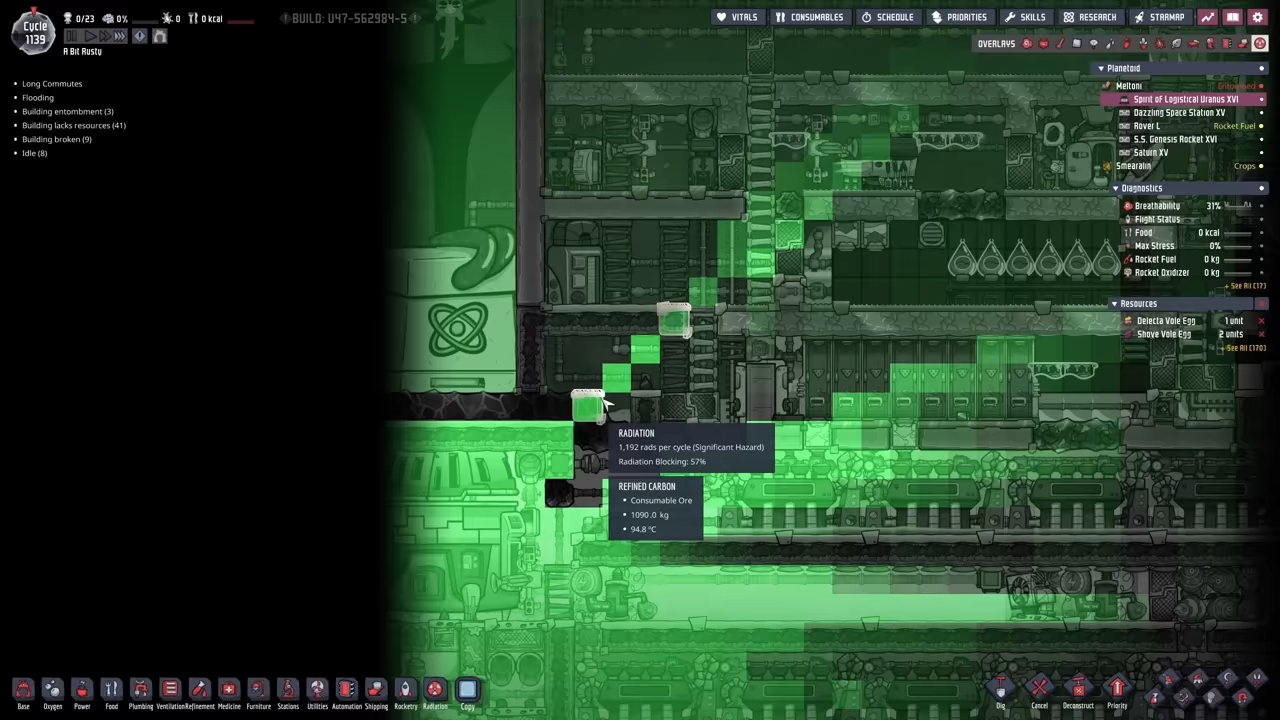 Cycle
1139
0/23
0%
0
0 kcal
BUILD: U47-562984-S
A Bit Rusty
VITALS
CONSUMABLES
SCHEDULE
PRIORITIES
SKILLS
RESEARCH
STARMAP
OVERLAYS
Long Commutes
Flooding
Building entombment (3)
Building lacks resources (41)
Building broken (9)
Idle (8)
Planetoid
Meltoni
Entombed
Spirit of Logistical Uranus XVI
Dazzling Space Station XV
Rover L
Rocket Fuel
S.S. Genesis Rocket XVI
Saturn XV
Smearalin
Crops
Diagnostics
Breathability 31%
Flight Status
Food 0 kcal
Max Stress 0%
Rocket Fuel 0 kg
Rocket Oxidizer 0 kg
+ See All (17)
Resources
Delecta Vole Egg 1 unit
Shove Vole Egg 2 units
+ See All (170)
RADIATION
1,192 rads per cycle (Significant Hazard)
Radiation Blocking: 57%
REFINED CARBON
Consumable Ore
1090.0 kg
94.8 °C
Base
Oxygen
Power
Food
Plumbing
Ventilation
Refinement
Medicine
Furniture
Stations
Utilities
Automation
Shipping
Rocketry
Radiation
Copy
Dig
Cancel
Deconstruct
Priority